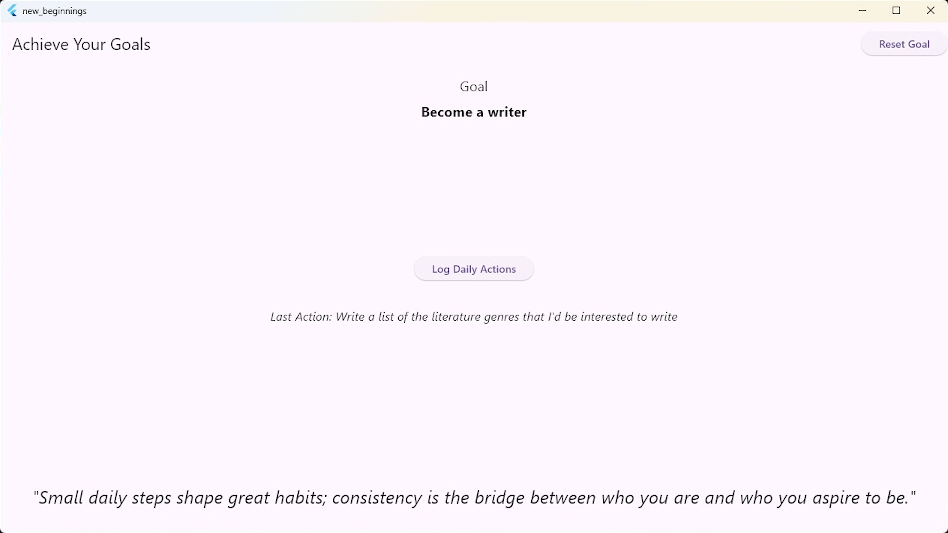 new_beginnings
Achieve Your Goals
Reset Goal
Goal
Become a writer
Log Daily Actions
Last Action: Write a list of the literature genres that I'd be interested to write
"Small daily steps shape great habits; consistency is the bridge between who you are and who you aspire to be."